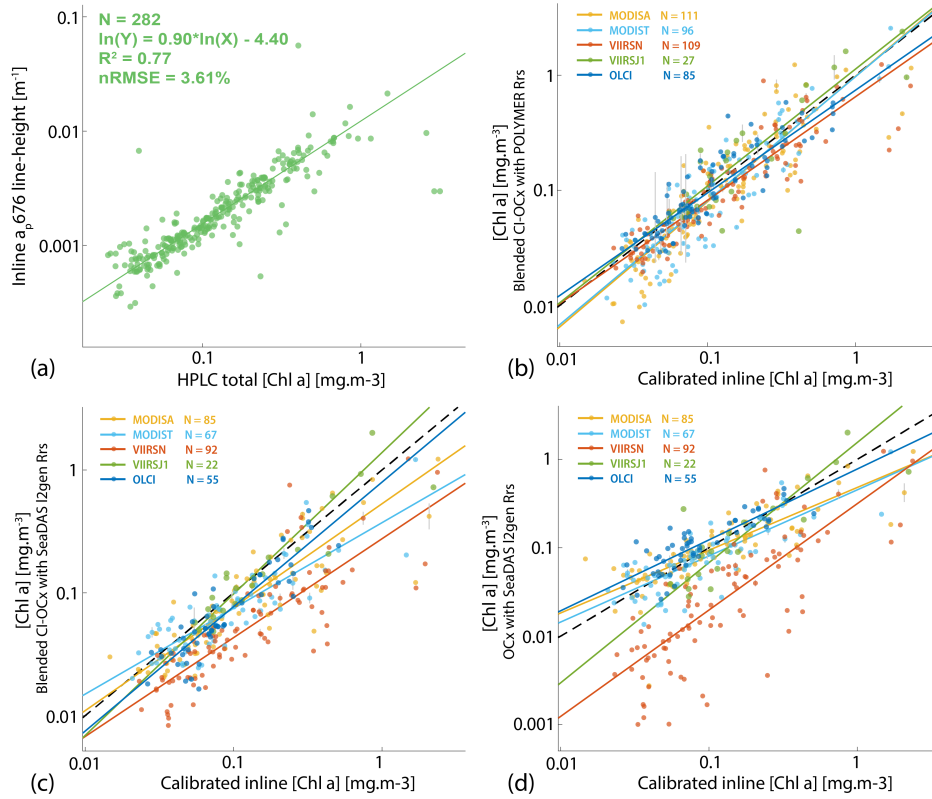 N = 282
ln(Y) = 0.90*ln(X) - 4.40
R² = 0.77
nRMSE = 3.61%
0.1
0.01
0.001
Inline aₚ676 line-height [m⁻¹]
0.1 1
HPLC total [Chl a] [mg.m-3]
(a)
MODISA N = 111
MODIST N = 96
VIIRSN N = 109
VIIRSJ1 N = 27
OLCI N = 85
1
0.1
0.01
[Chl a] [mg.m⁻³]
Blended CI-OCx with POLYMER Rrs
0.01 0.1 1
Calibrated inline [Chl a] [mg.m-3]
(b)
MODISA N = 85
MODIST N = 67
VIIRSN N = 92
VIIRSJ1 N = 22
OLCI N = 55
1
0.1
0.01
[Chl a] [mg.m⁻³]
Blended CI-OCx with SeaDAS l2gen Rrs
0.01 0.1 1
Calibrated inline [Chl a] [mg.m-3]
(c)
MODISA N = 85
MODIST N = 67
VIIRSN N = 92
VIIRSJ1 N = 22
OLCI N = 55
1
0.1
0.01
0.001
[Chl a] [mg.m⁻³]
OCx with SeaDAS l2gen Rrs
0.01 0.1 1
Calibrated inline [Chl a] [mg.m-3]
(d)